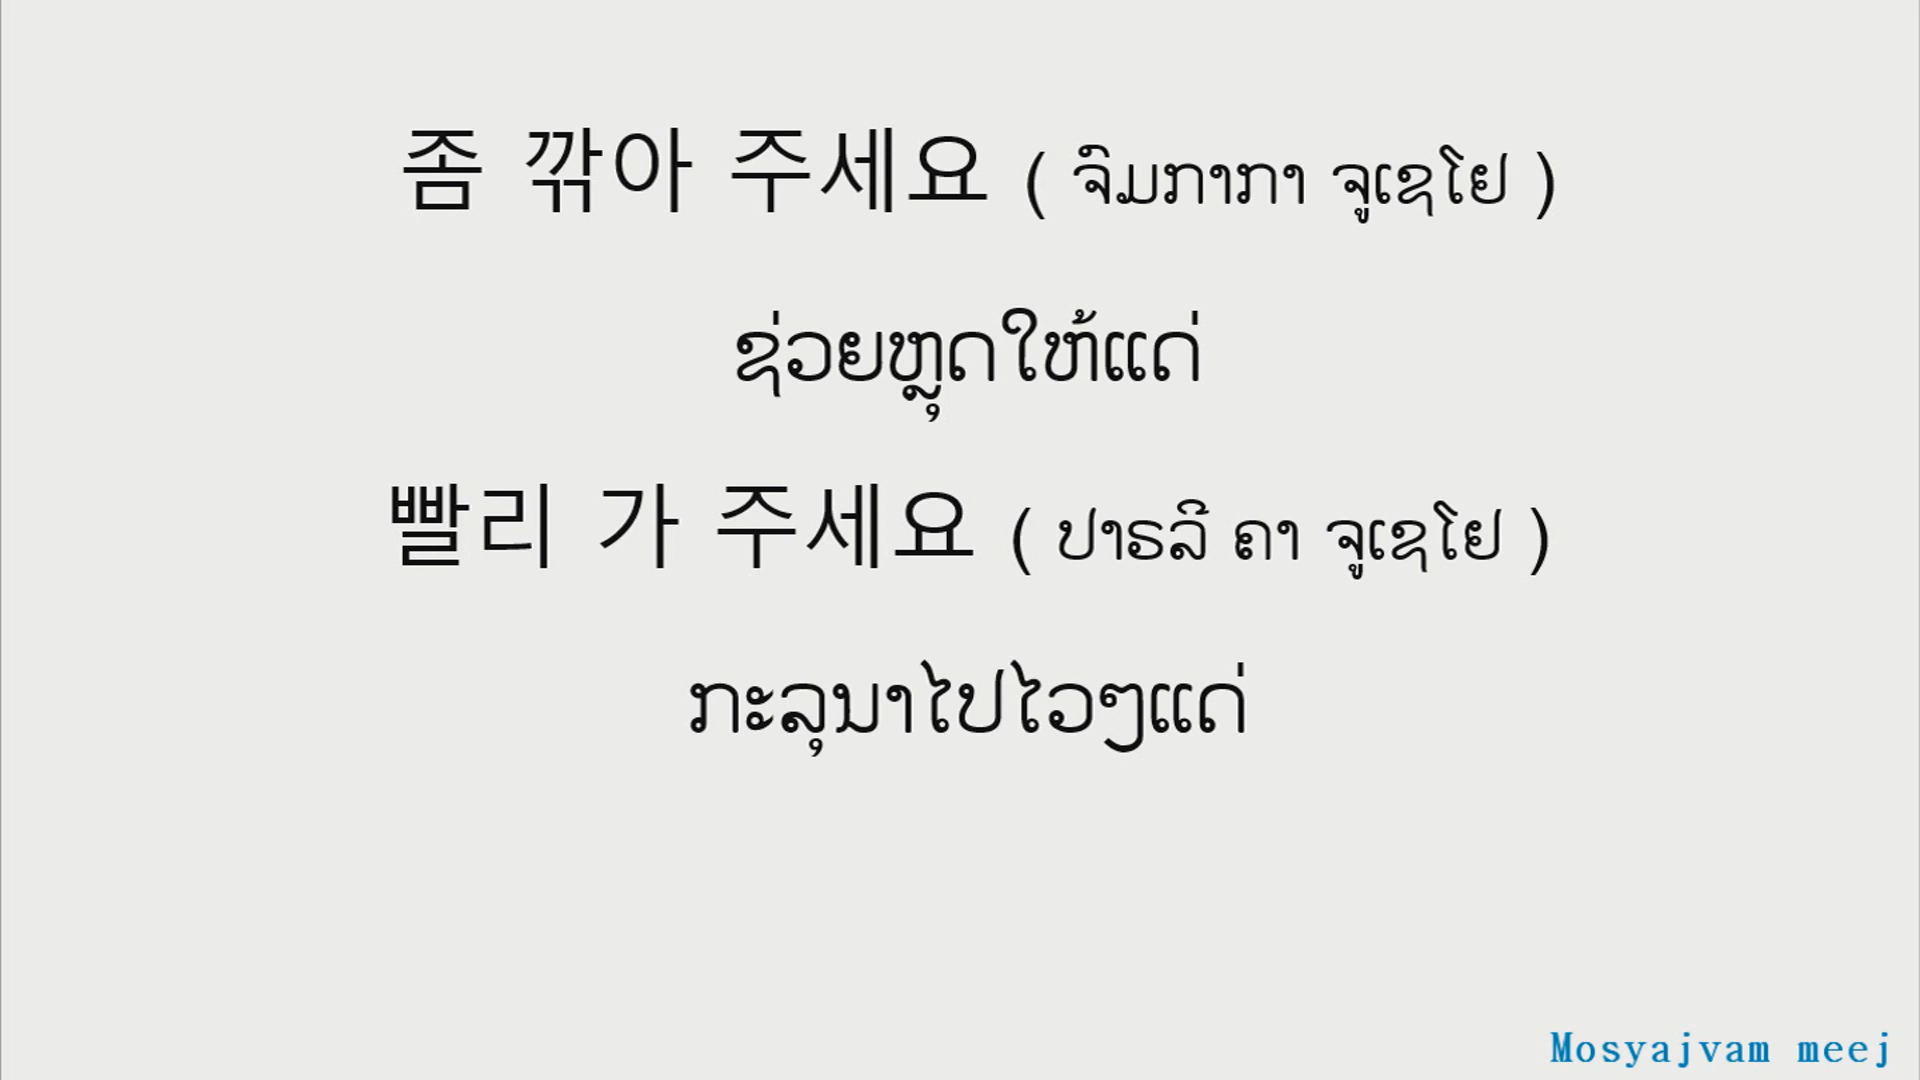 좀 깎아 주세요 ( ຈົມກາກາ ຈູເຊໂຢ )
ຊ່ວຍຫຼຸດໃຫ້ແດ່
빨리 가 주세요 ( ປາຣລີ ຄາ ຈູເຊໂຢ )
ກະລຸນາໄປໄວໆແດ່
Mosyajvam meej